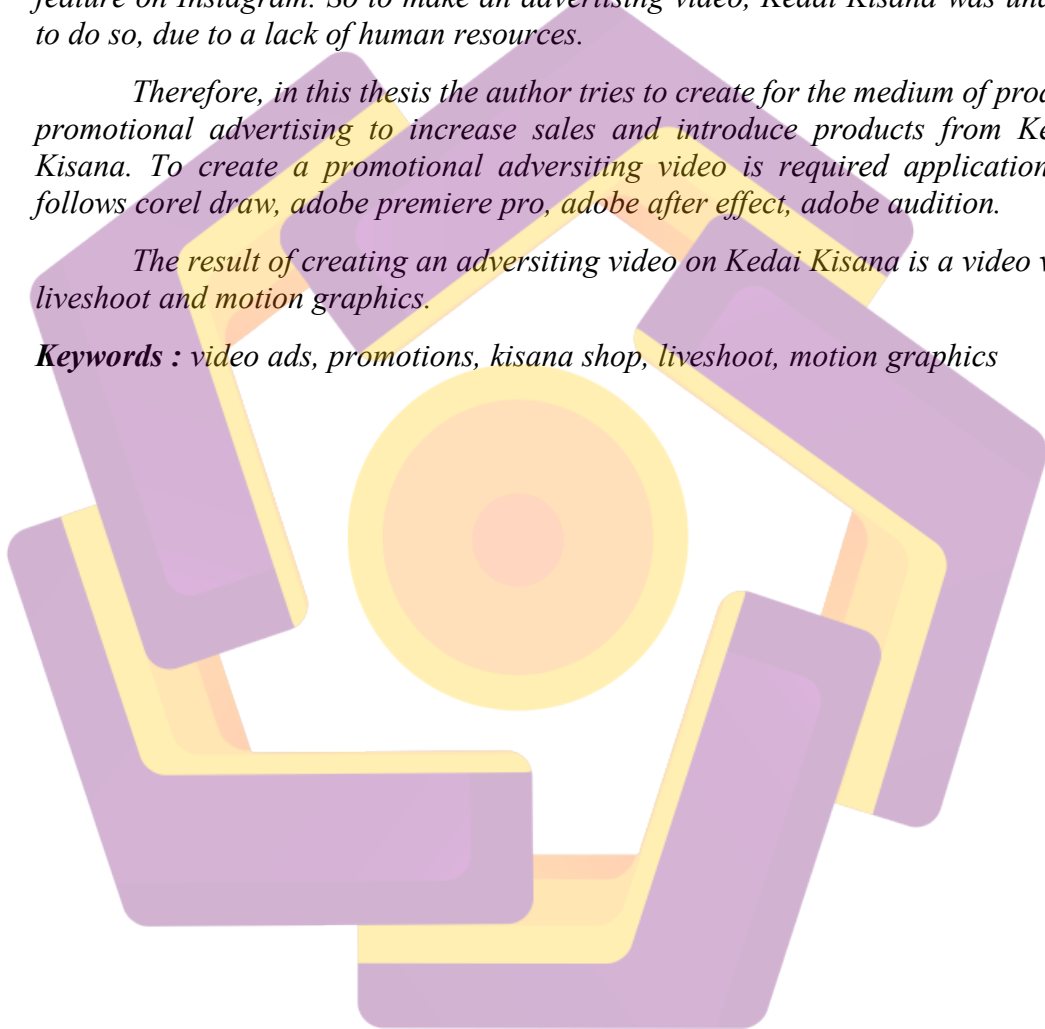 feature on Instagram. So to make an advertising video, Kedai Kisana was una
to do so, due to a lack of human resources.
Therefore, in this thesis the author tries to create for the medium of
promotional advertising to increase sales and introduce products from Ke
Kisana. To create a promotional adversiting video is required application
follows corel draw, adobe premiere pro, adobe after effect, adobe audition.
The result of creating an adversiting video on Kedai Kisana is a video
liveshoot and motion graphics.
Keywords : video ads, promotions, kisana shop, liveshoot, motion graphics